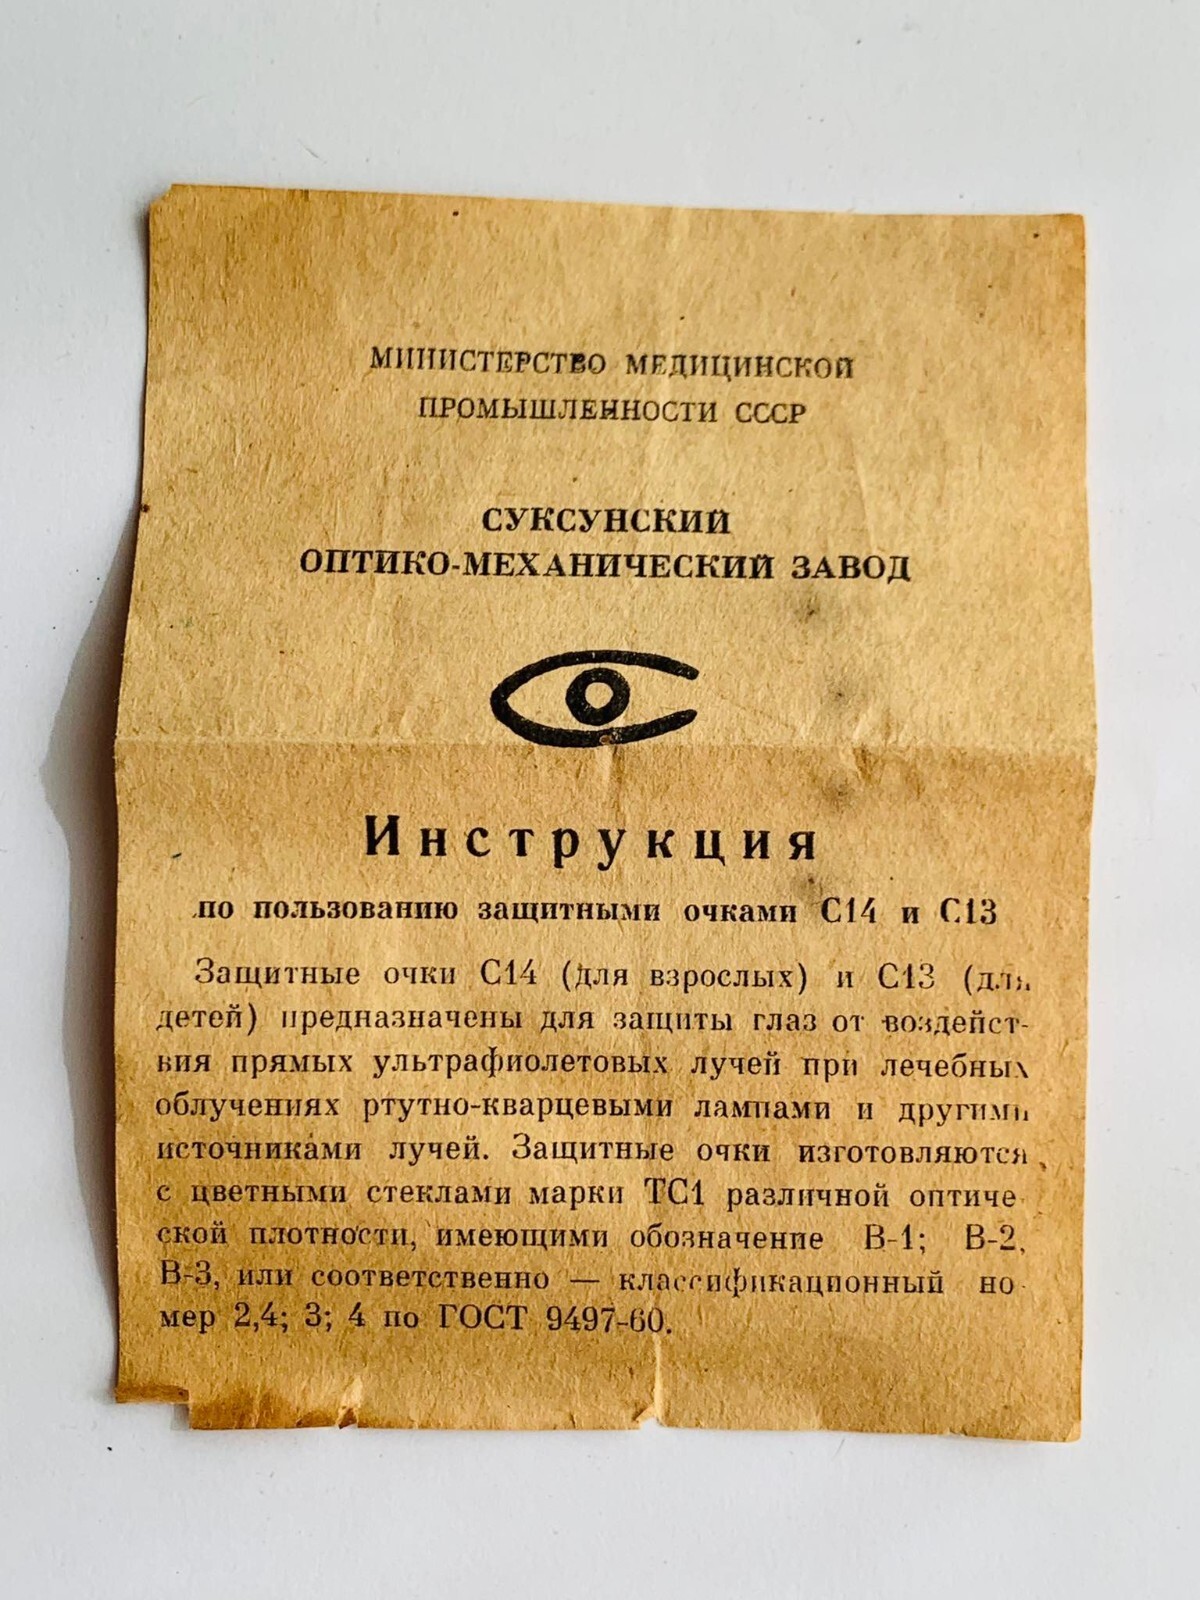 МИНИСТЕРСТВО МЕДИЦИНСКОЙ
ПРОМЫШЛЕННОСТИ СССР
СУКСУНСКИЙ
ОПТИКО-МЕХАНИЧЕСКИЙ ЗАВОД
Инструкция
по пользованию защитными очками С14 и С13
Защитные очки С14 (для взрослых) и С13 (для
детей) предназначены для защиты глаз от воздейст-
вия прямых ультрафиолетовых лучей при лечебных
облучениях ртутно-кварцевыми лампами и другими
источниками лучей. Защитные очки изготовляются
с цветными стеклами марки ТС1 различной оптиче-
ской плотности, имеющими обозначение В-1; В-2,
В-3, или соответственно — классификационный но-
мер 2,4; 3; 4 по ГОСТ 9497-60.